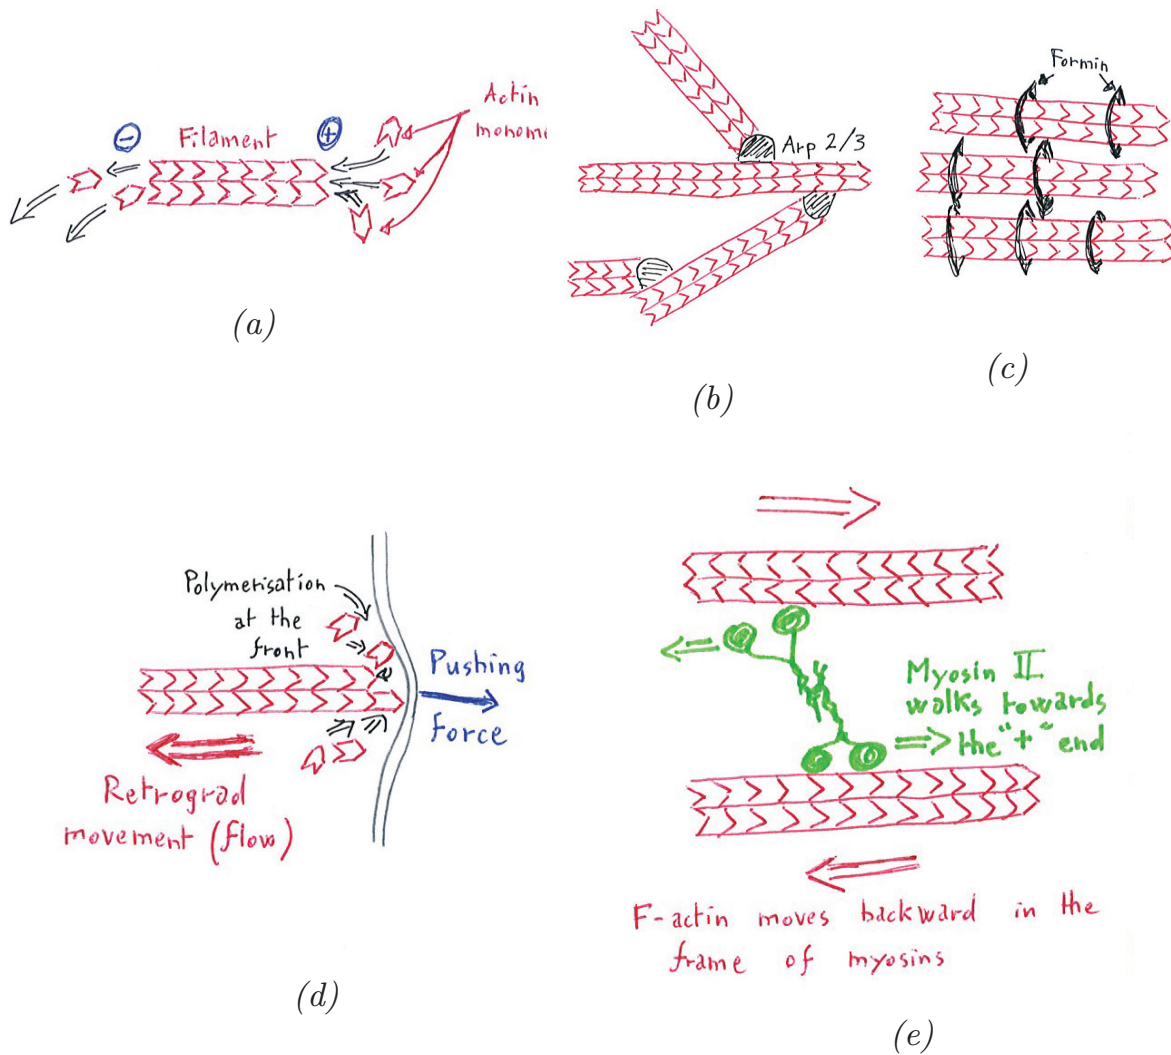 Filament
Actin
monome
(a)
Arp 2/3
(b)
Formin
(c)
Polymerisation
at the
front
Pushing
force
Retrograd
movement (flow)
(d)
Myosin II
walks towards
the "+" end
F-actin moves backward in the
frame of myosins
(e)